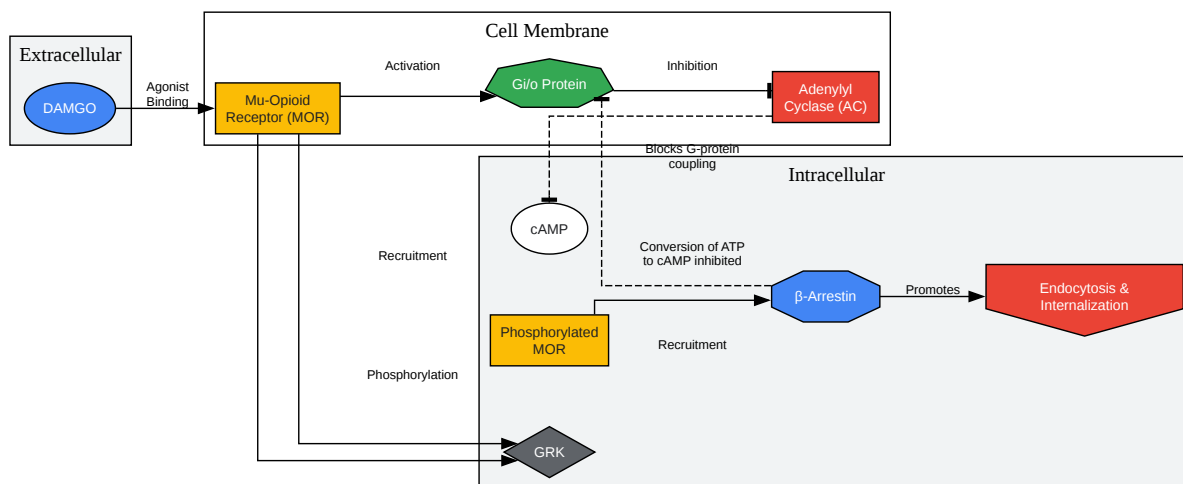 Extracellular
Cell Membrane
DAMGO
Agonist
Binding
Mu-Opioid
Receptor (MOR)
Activation
Gi/o Protein
Inhibition
Adenylyl
Cyclase (AC)
Blocks G-protein
coupling
Intracellular
cAMP
Recruitment
Conversion of ATP
to cAMP inhibited
β-Arrestin
Promotes
Endocytosis &
Internalization
Phosphorylated
MOR
Recruitment
Phosphorylation
GRK